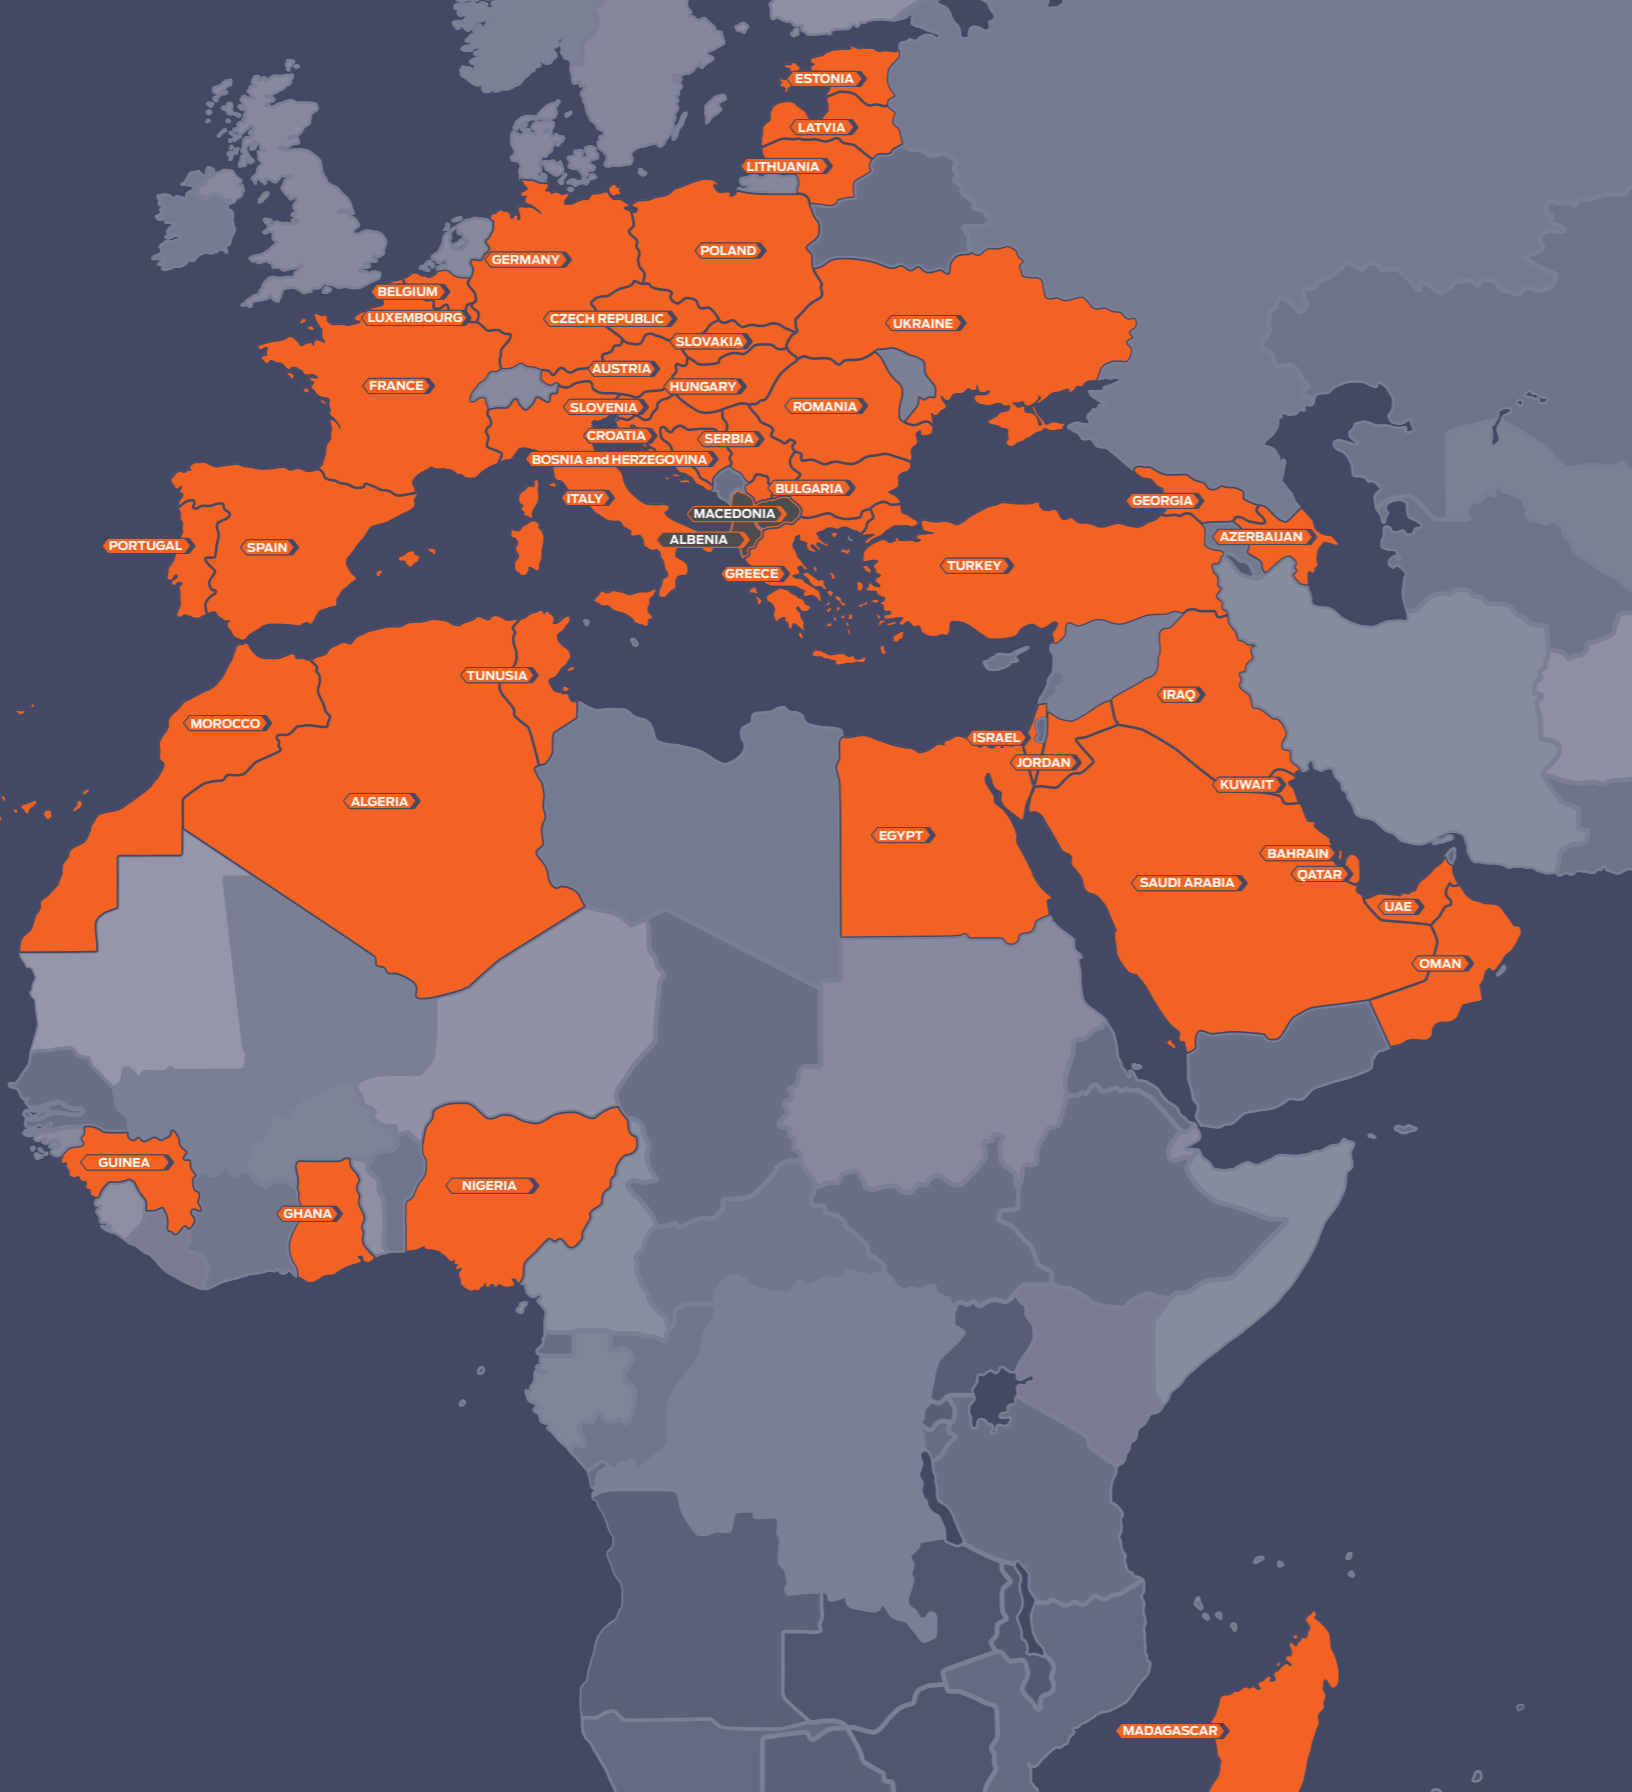 ESTONIA
LATVIA
LITHUANIA
POLAND
GERMANY
BELGIUM
LUXEMBOURG
CZECH REPUBLIC
UKRAINE
SLOVAKIA
AUSTRIA
FRANCE
HUNGARY
SLOVENIA
ROMANIA
CROATIA
SERBIA
BOSNIA and HERZEGOVINA
BULGARIA
ITALY
GEORGIA
MACEDONIA
AZERBAIJAN
ALBENIA
PORTUGAL
SPAIN
TURKEY
GREECE
TUNUSIA
IRAQ
MOROCCO
ISRAEL
JORDAN
KUWAIT
ALGERIA
EGYPT
BAHRAIN
QATAR
SAUDI ARABIA
UAE
OMAN
GUINEA
NIGERIA
GHANA
MADAGASCAR